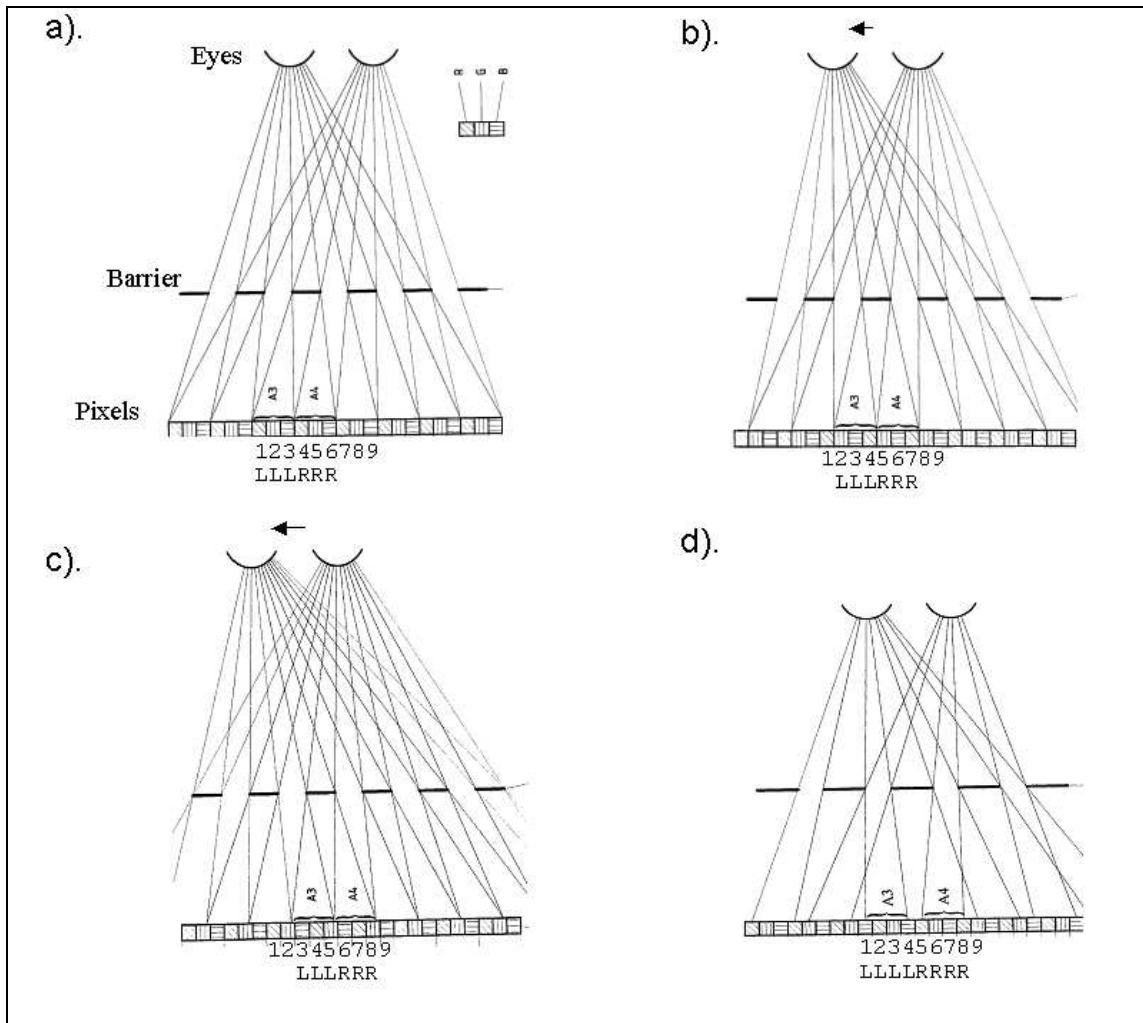 a).
Eyes
R G B
Barrier
A3 A4
Pixels
123456789
LLLRRR
b).
A3 A4
123456789
LLLRRR
c).
A3 A4
123456789
LLLRRR
d).
A3 A4
123456789
LLLLRRRR